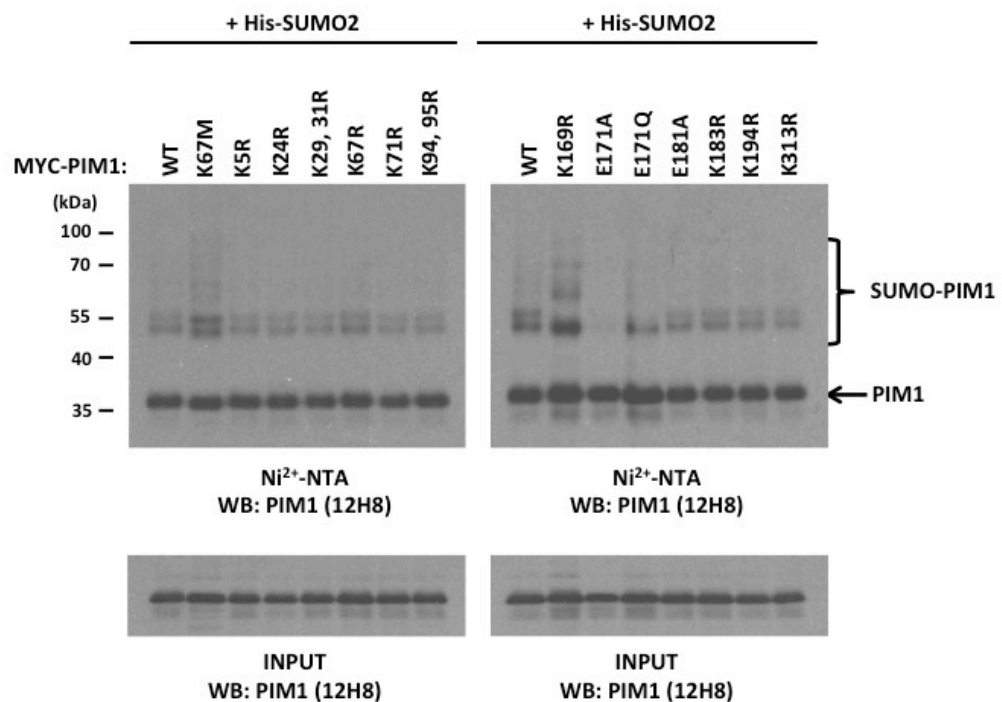 + His-SUMO2
+ His-SUMO2
MYC-PIM1:
WT
K67M
K5R
K24R
K29, 31R
K67R
K71R
K94, 95R
WT
K169R
E171A
E171Q
E181A
K183R
K194R
K313R
(kDa)
100
70
55
40
35
SUMO-PIM1
PIM1
Ni²⁺-NTA
WB: PIM1 (12H8)
Ni²⁺-NTA
WB: PIM1 (12H8)
INPUT
WB: PIM1 (12H8)
INPUT
WB: PIM1 (12H8)